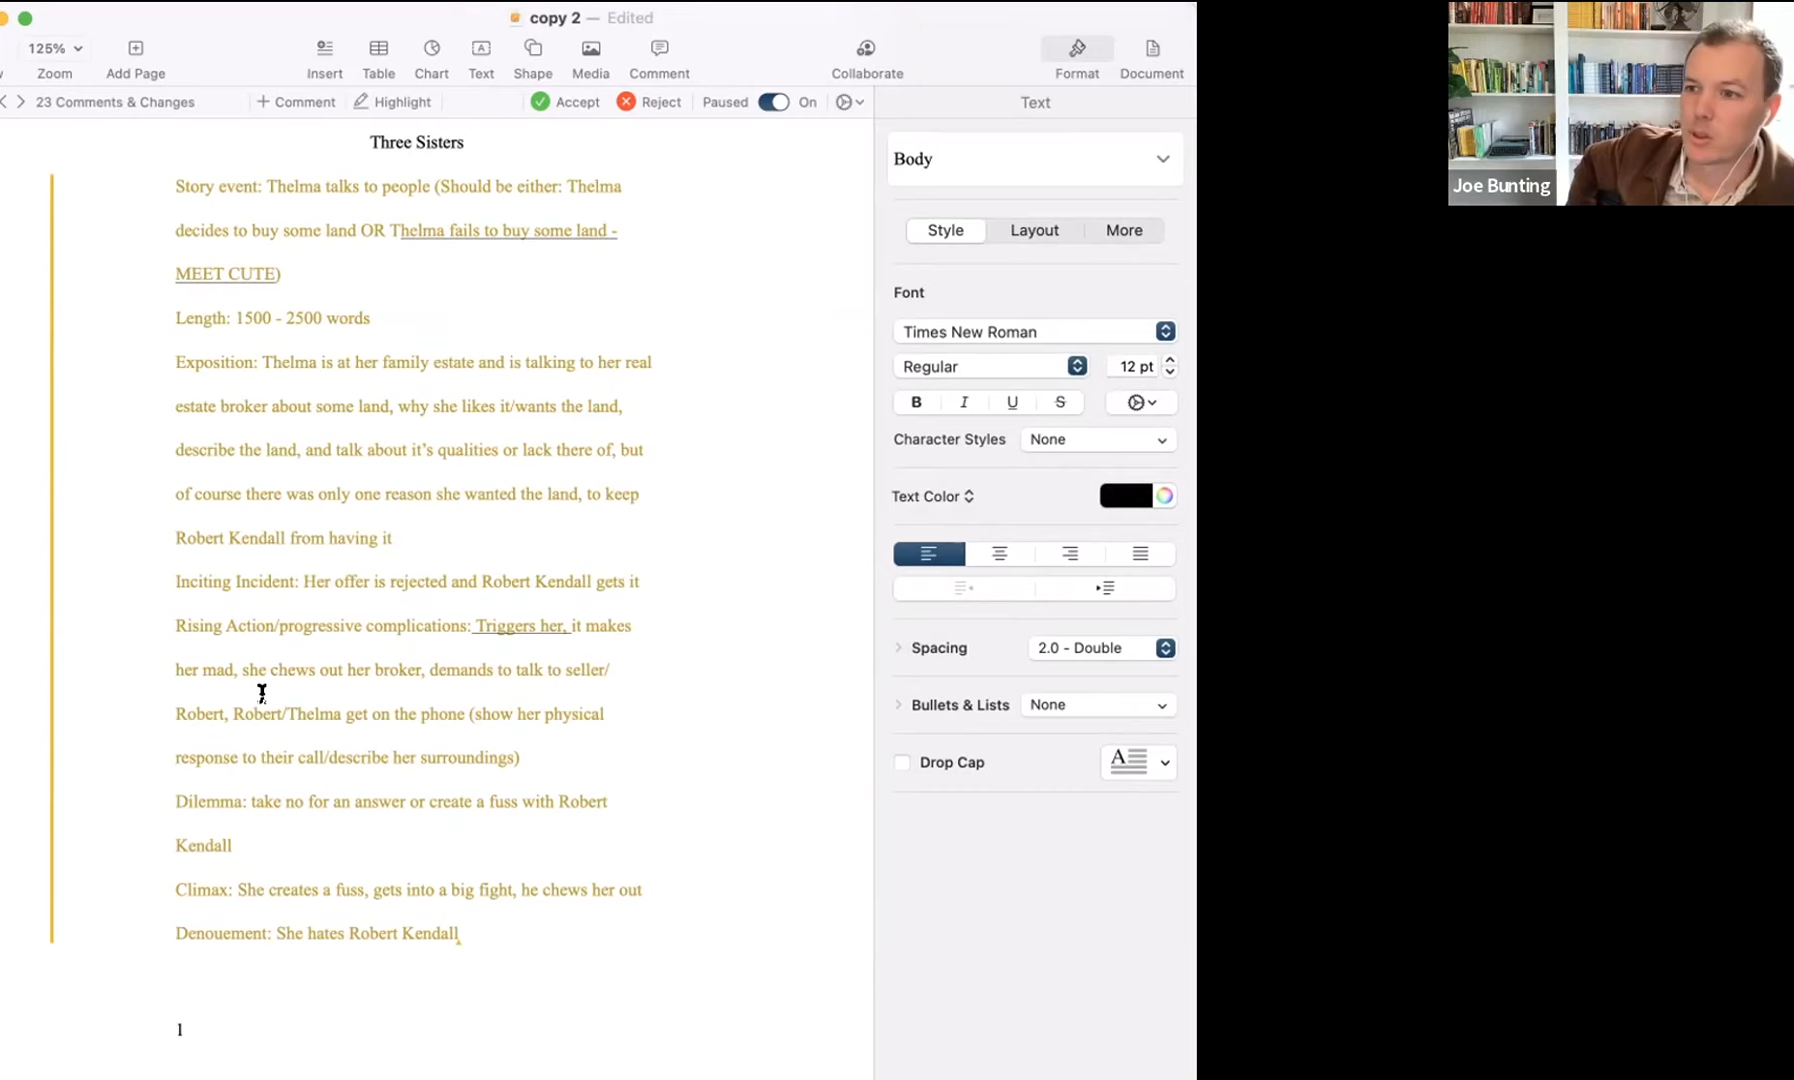 copy 2 — Edited
125%
Zoom
Add Page
Insert
Table
Chart
Text
Shape
Media
Comment
Collaborate
Format
Document
23 Comments & Changes
+ Comment
Highlight
Accept
Reject
Paused
On
Text
Three Sisters
Story event: Thelma talks to people (Should be either: Thelma
decides to buy some land OR Thelma fails to buy some land -
MEET CUTE)
Length: 1500 - 2500 words
Exposition: Thelma is at her family estate and is talking to her real
estate broker about some land, why she likes it/wants the land,
describe the land, and talk about it’s qualities or lack there of, but
of course there was only one reason she wanted the land, to keep
Robert Kendall from having it
Inciting Incident: Her offer is rejected and Robert Kendall gets it
Rising Action/progressive complications: Triggers her, it makes
her mad, she chews out her broker, demands to talk to seller/
Robert, Robert/Thelma get on the phone (show her physical
response to their call/describe her surroundings)
Dilemma: take no for an answer or create a fuss with Robert
Kendall
Climax: She creates a fuss, gets into a big fight, he chews her out
Denouement: She hates Robert Kendall
1
Body
Style
Layout
More
Font
Times New Roman
Regular
12 pt
B I U S
Character Styles
None
Text Color
Spacing
2.0 - Double
Bullets & Lists
None
Drop Cap
A
Joe Bunting